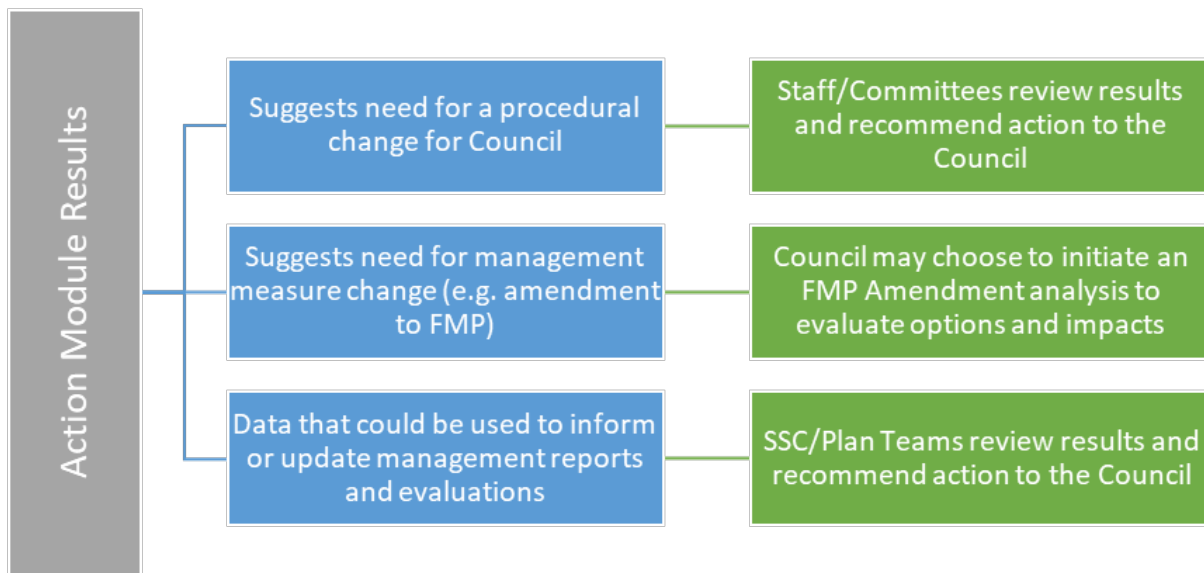 Action Module Results
Suggests need for a procedural
change for Council
Staff/Committees review results
and recommend action to the
Council
Suggests need for management
measure change (e.g. amendment
to FMP)
Council may choose to initiate an
FMP Amendment analysis to
evaluate options and impacts
Data that could be used to inform
or update management reports
and evaluations
SSC/Plan Teams review results and
recommend action to the Council